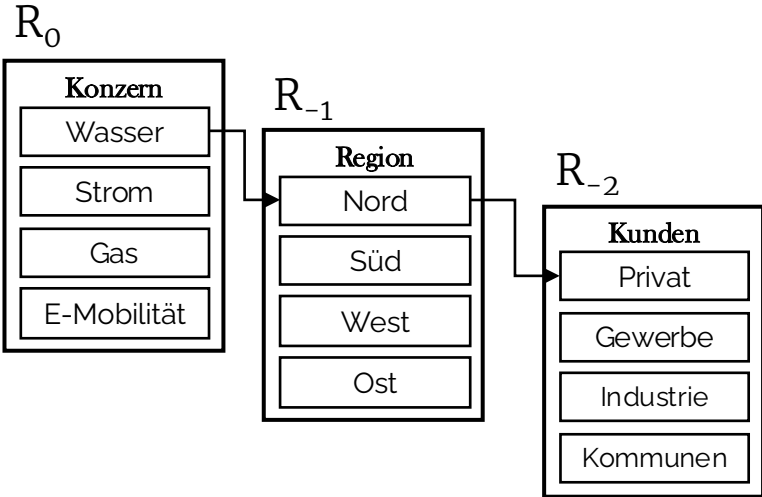 R₀
Konzern
Wasser
Strom
Gas
E-Mobilität
R₋₁
Region
Nord
Süd
West
Ost
R₋₂
Kunden
Privat
Gewerbe
Industrie
Kommunen